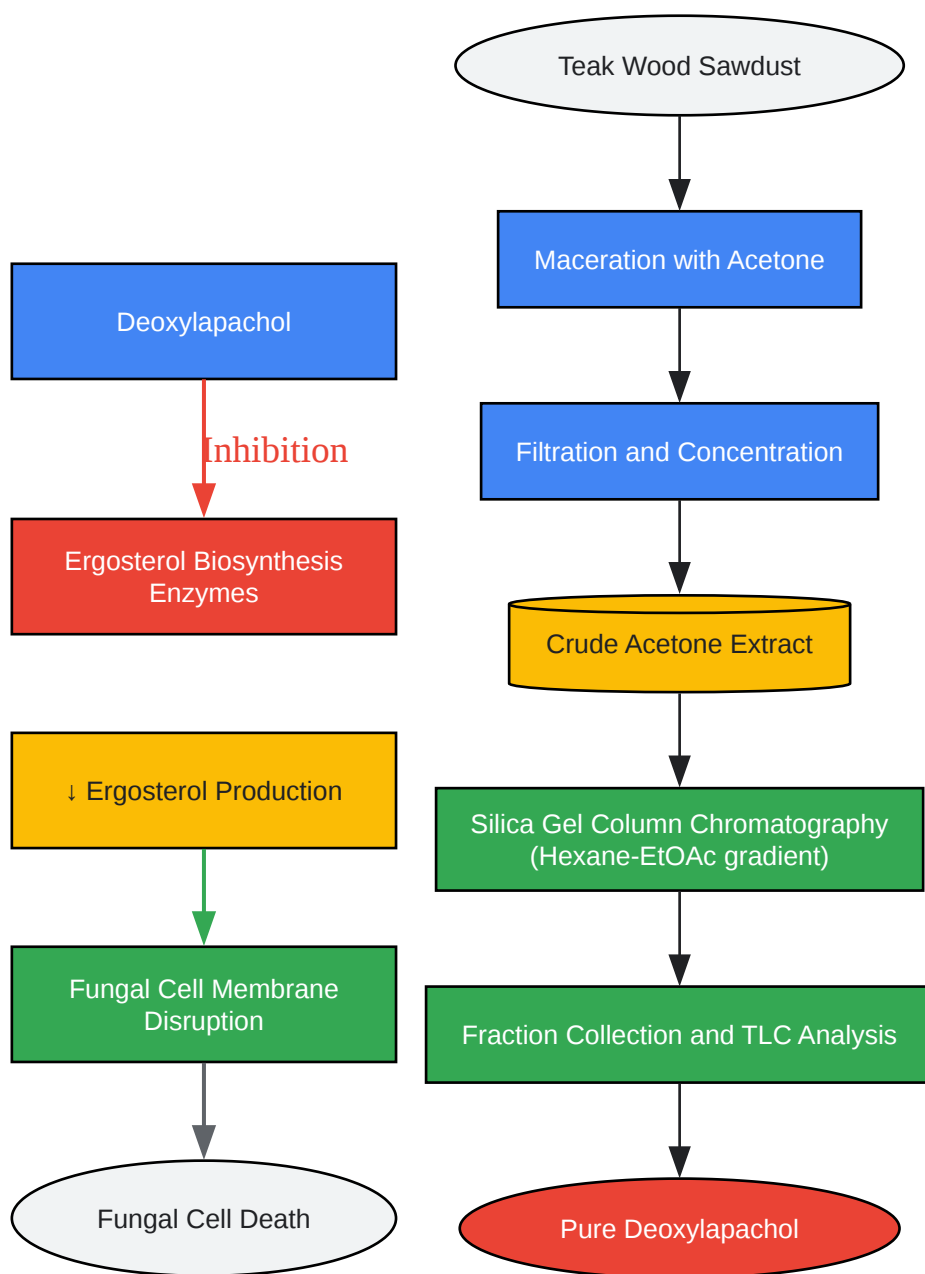 Deoxylapachol
Inhibition
Ergosterol Biosynthesis
Enzymes
↓ Ergosterol Production
Fungal Cell Membrane
Disruption
Fungal Cell Death
Teak Wood Sawdust
Maceration with Acetone
Filtration and Concentration
Crude Acetone Extract
Silica Gel Column Chromatography
(Hexane-EtOAc gradient)
Fraction Collection and TLC Analysis
Pure Deoxylapachol